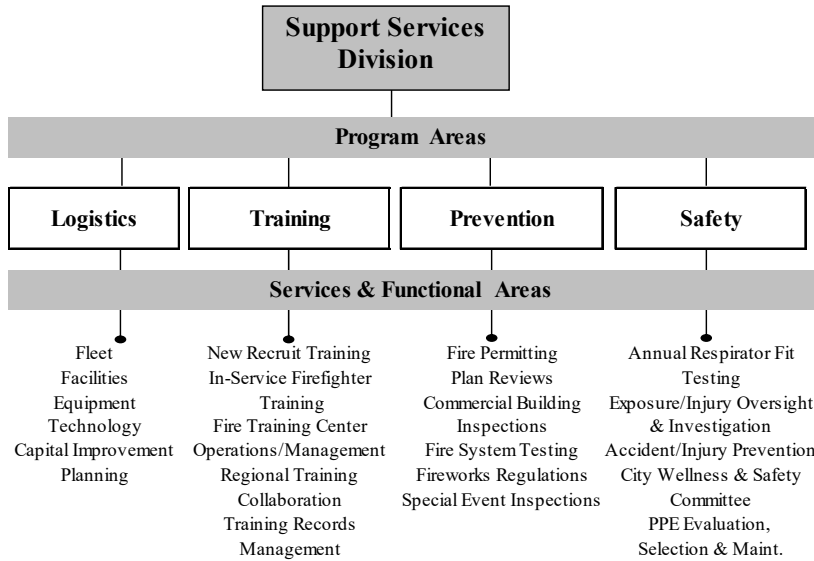 Support Services
Division
Program Areas
Logistics
Training
Prevention
Safety
Services & Functional Areas
Fleet
Facilities
Equipment
Technology
Capital Improvement
Planning
New Recruit Training
In-Service Firefighter
Training
Fire Training Center
Operations/Management
Regional Training
Collaboration
Training Records
Management
Fire Permitting
Plan Reviews
Commercial Building
Inspections
Fire System Testing
Fireworks Regulations
Special Event Inspections
Annual Respirator Fit
Testing
Exposure/Injury Oversight
& Investigation
Accident/Injury Prevention
City Wellness & Safety
Committee
PPE Evaluation,
Selection & Maint.